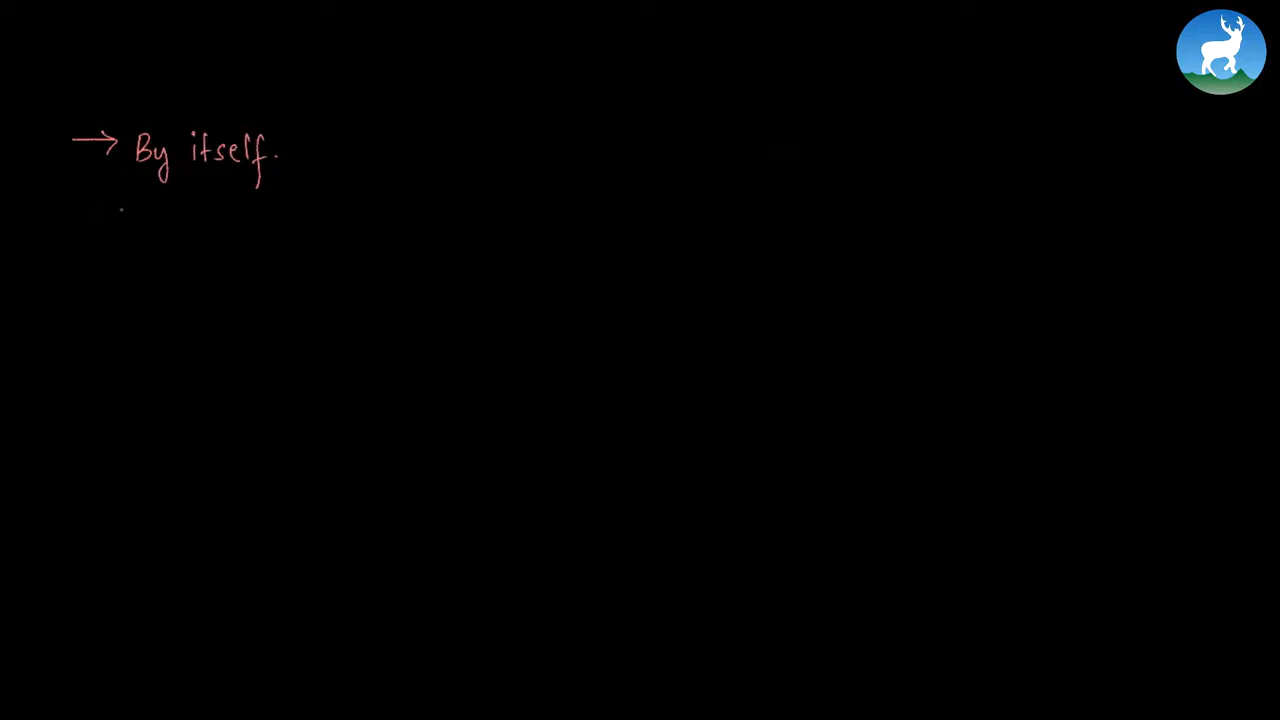 → By itself.